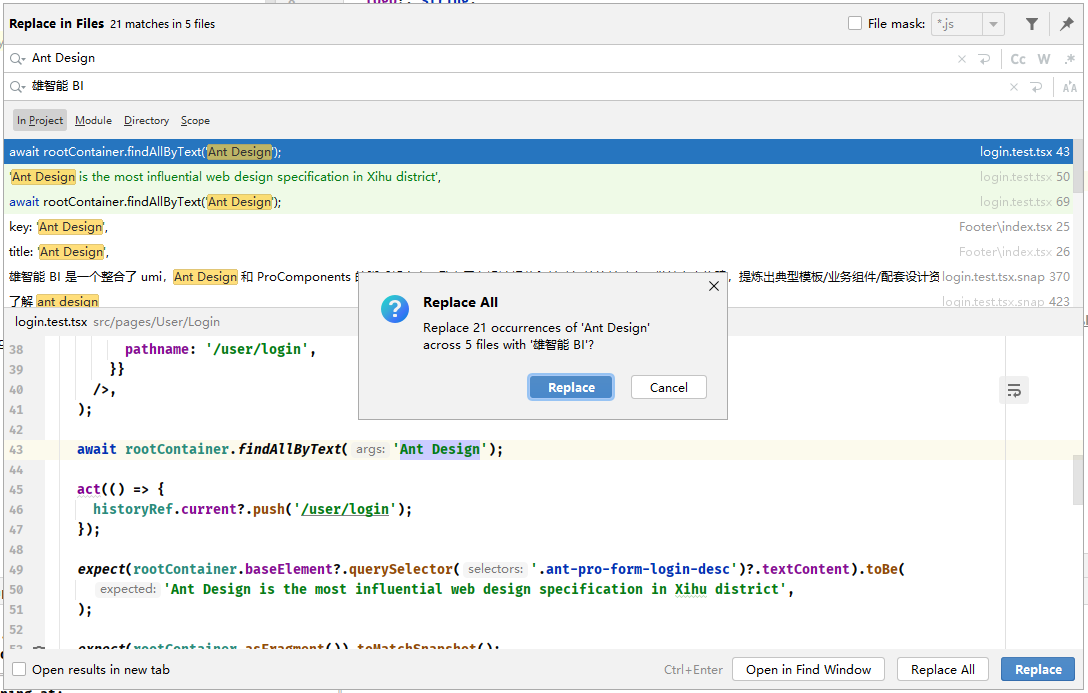 Replace in Files 21 matches in 5 files
File mask: *.js
Ant Design
Cc W .*
雄智能 BI
In Project Module Directory Scope
await rootContainer.findAllByText('Ant Design'); login.test.tsx 43
'Ant Design is the most influential web design specification in Xihu district', login.test.tsx 50
await rootContainer.findAllByText('Ant Design'); login.test.tsx 69
key: 'Ant Design', Footer\index.tsx 25
title: 'Ant Design', Footer\index.tsx 26
雄智能 BI 是一个整合了 umi，Ant Design 和 ProComponents 的 提炼出典型模板/业务组件/配套设计资 login.test.tsx.snap 370
了解 ant design login.test.tsx.snap 423
login.test.tsx src/pages/User/Login
Replace All
Replace 21 occurrences of 'Ant Design'
across 5 files with '雄智能 BI'?
Replace Cancel
38 pathname: '/user/login',
39 }}
40 />,
41 );
42
43 await rootContainer.findAllByText( args: 'Ant Design');
44
45 act(() => {
46 historyRef.current?.push('/user/login');
47 });
48
49 expect(rootContainer.baseElement?.querySelector( selectors: '.ant-pro-form-login-desc')?.textContent).toBe(
50 expected: 'Ant Design is the most influential web design specification in Xihu district',
51 );
52
53 expect(rootContainer.asFragment()).toMatchSnapshot();
Open results in new tab Ctrl+Enter Open in Find Window Replace All Replace